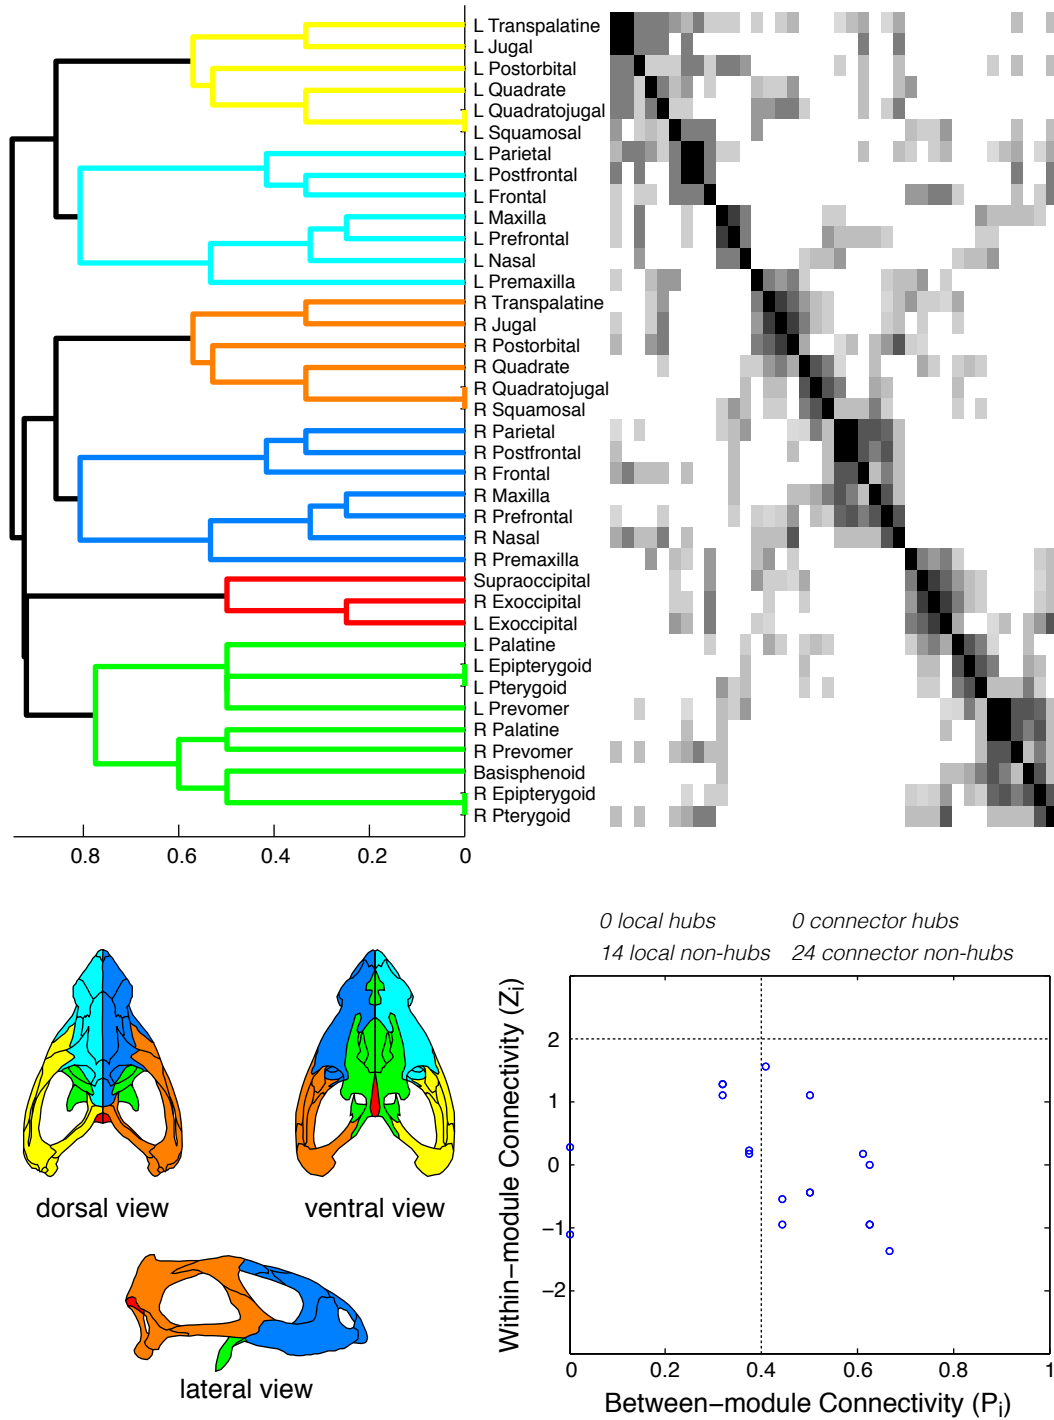 L Transpalatine
L Jugal
L Postorbital
L Quadrate
L Quadratojugal
L Squamosal
L Parietal
L Postfrontal
L Frontal
L Maxilla
L Prefrontal
L Nasal
L Premaxilla
R Transpalatine
R Jugal
R Postorbital
R Quadrate
R Quadratojugal
R Squamosal
R Parietal
R Postfrontal
R Frontal
R Maxilla
R Prefrontal
R Nasal
R Premaxilla
Supraoccipital
R Exoccipital
L Exoccipital
L Palatine
L Epipterygoid
L Pterygoid
L Prevomer
R Palatine
R Prevomer
Basisphenoid
R Epipterygoid
R Pterygoid
0.8 0.6 0.4 0.2 0
dorsal view
ventral view
lateral view
0 local hubs 0 connector hubs
14 local non-hubs 24 connector non-hubs
Within−module Connectivity (Zi)
2
1
0
−1
−2
0 0.2 0.4 0.6 0.8 1
Between−module Connectivity (Pi)